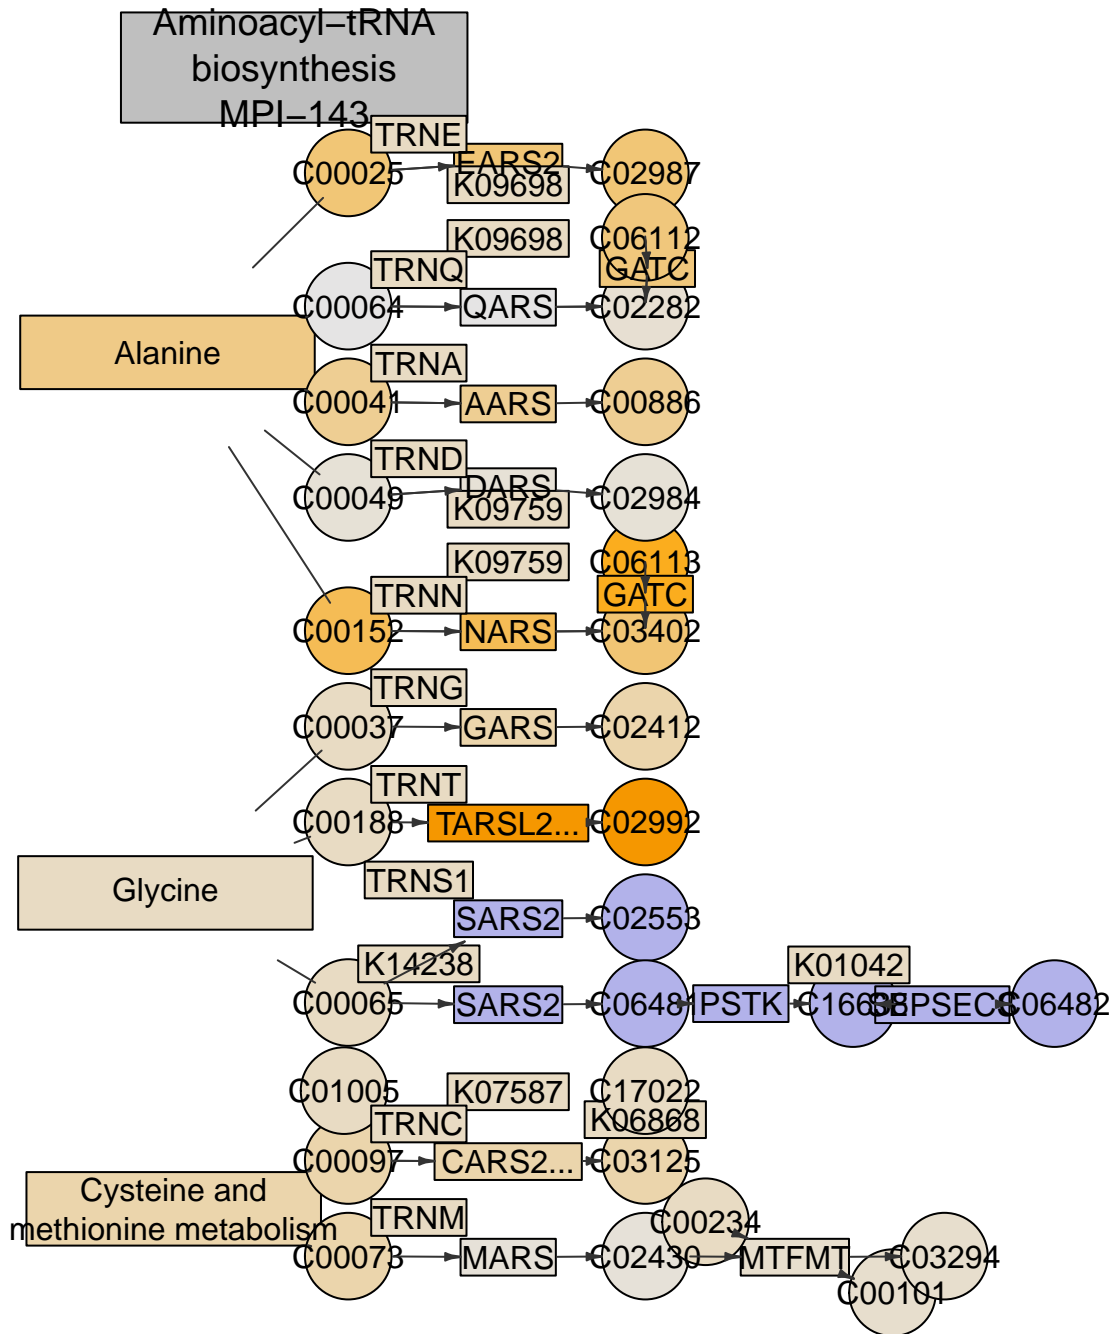 Aminoacyl−tRNA
biosynthesis
MPI−143
TRNE
C00025
EARS2
C02987
K09698
K09698
C06112
TRNQ
GATC
C00064
QARS
C02282
Alanine
TRNA
C00041
AARS
C00886
TRND
C00049
DARS
C02984
K09759
K09759
C06113
TRNN
GATC
C00152
NARS
C03402
TRNG
C00037
GARS
C02412
TRNT
C00188
TARSL2...
C02992
TRNS1
Glycine
SARS2
C02553
K14238
K01042
C00065
SARS2
C06481
PSTK
SEPSECS
C06482
C01005
K07587
C17022
TRNC
K06868
C00097
CARS2...
C03125
Cysteine and
methionine metabolism
TRNM
C00234
C00073
MARS
C02430
MTFMT
C03294
C00101